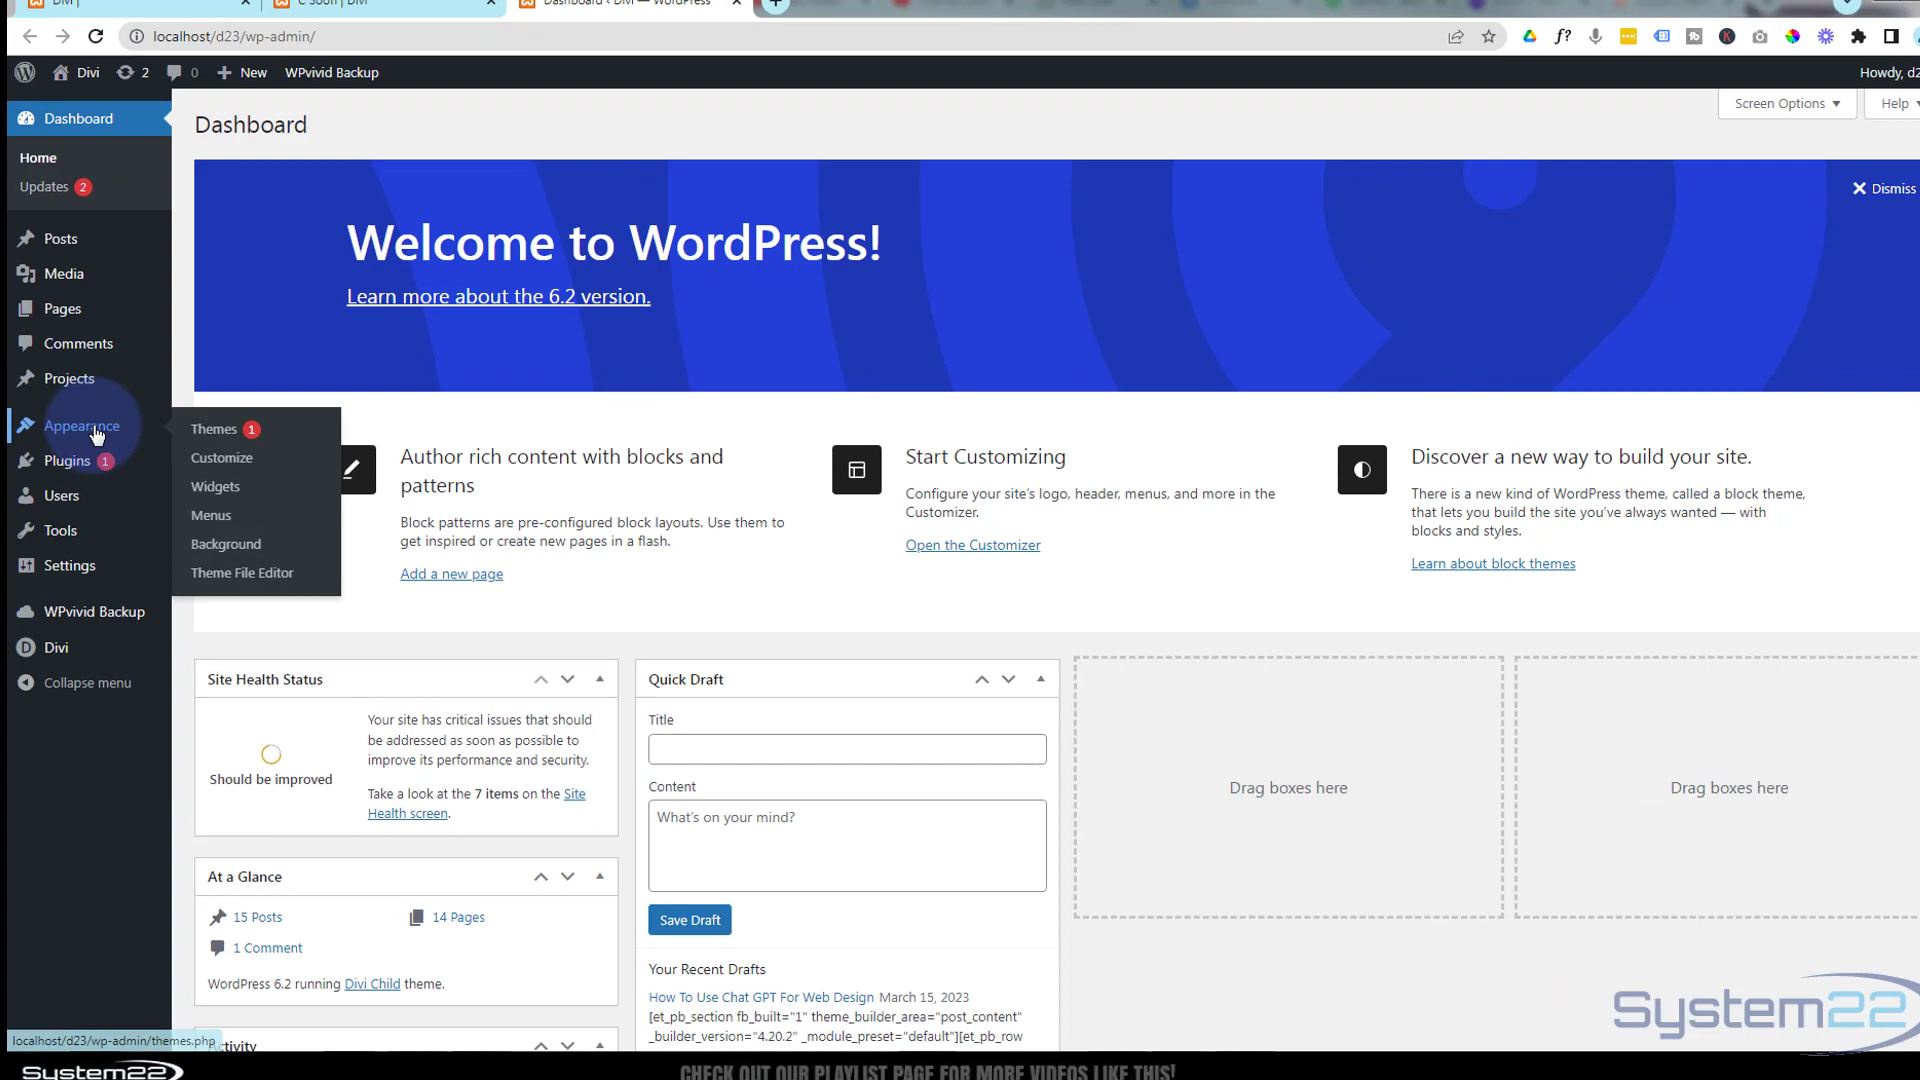 Dashboard ‹ Divi — WordPress
localhost/d23/wp-admin/
Divi
2
0
New
WPvivid Backup
Howdy, d2
Dashboard
Home
Updates 2
Posts
Media
Pages
Comments
Projects
Appearance
Plugins 1
Users
Tools
Settings
WPvivid Backup
Divi
Collapse menu
Themes 1
Customize
Widgets
Menus
Background
Theme File Editor
Screen Options
Help
Dashboard
Dismiss
Welcome to WordPress!
Learn more about the 6.2 version.
Author rich content with blocks and
patterns
Block patterns are pre-configured block layouts. Use them to
get inspired or create new pages in a flash.
Add a new page
Start Customizing
Configure your site's logo, header, menus, and more in the
Customizer.
Open the Customizer
Discover a new way to build your site.
There is a new kind of WordPress theme, called a block theme,
that lets you build the site you've always wanted — with
blocks and styles.
Learn about block themes
Site Health Status
Should be improved
Your site has critical issues that should
be addressed as soon as possible to
improve its performance and security.
Take a look at the 7 items on the Site
Health screen.
At a Glance
15 Posts
14 Pages
1 Comment
WordPress 6.2 running Divi Child theme.
Activity
Quick Draft
Title
Content
What's on your mind?
Save Draft
Your Recent Drafts
How To Use Chat GPT For Web Design March 15, 2023
[et_pb_section fb_built="1" theme_builder_area="post_content"
_builder_version="4.20.2" _module_preset="default"][et_pb_row
Drag boxes here
Drag boxes here
System22
localhost/d23/wp-admin/themes.php
System22
CHECK OUT OUR PLAYLIST PAGE FOR MORE VIDEOS LIKE THIS!